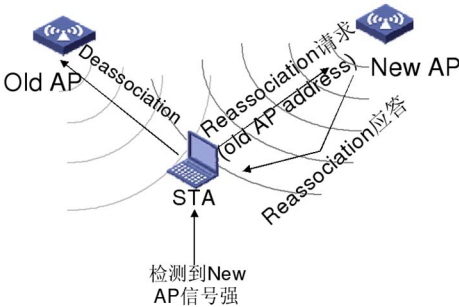 Old AP
Deassociation
Reassociation请求
(old AP address)
New AP
Reassociation应答
STA
检测到New
AP信号强